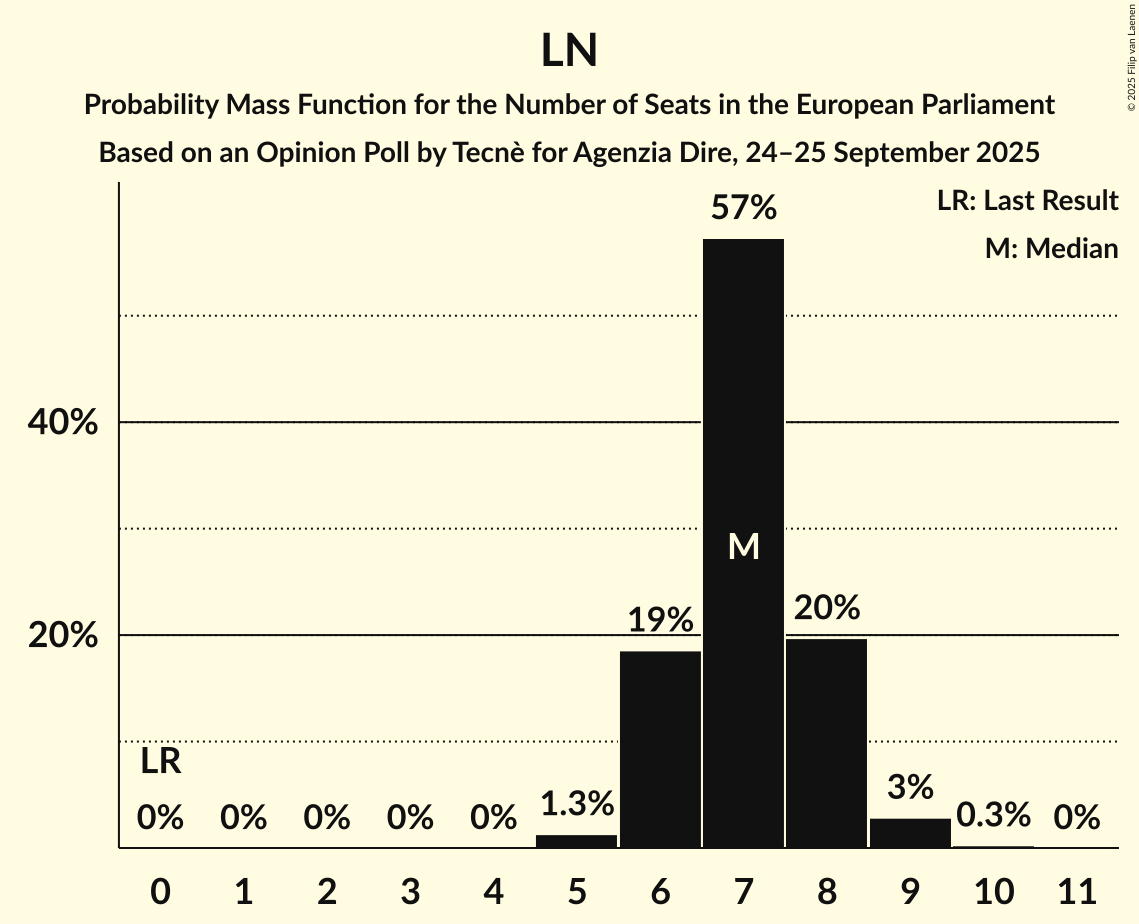 LN
Probability Mass Function for the Number of Seats in the European Parliament
Based on an Opinion Poll by Tecnè for Agenzia Dire, 24–25 September 2025
© 2025 Filip van Laenen
LR: Last Result
M: Median
57%
40%
M
20%
19%
20%
LR
0%
0%
0%
0%
0%
1.3%
3%
0.3%
0%
0 1 2 3 4 5 6 7 8 9 10 11